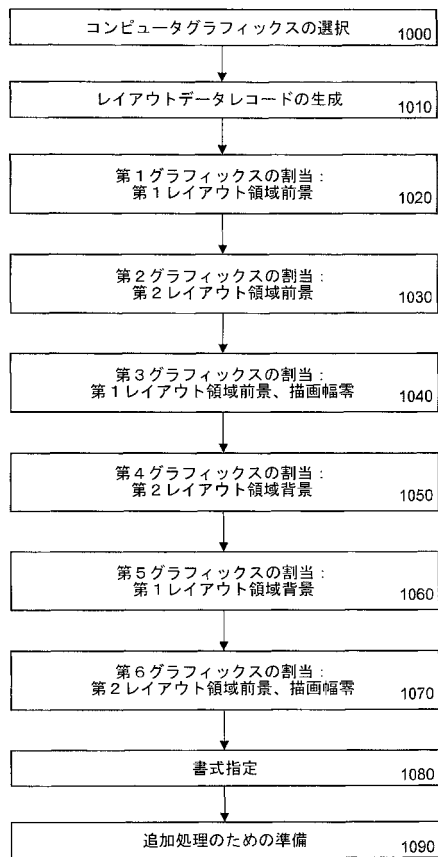 コンピュータグラフィックスの選択
1000
レイアウトデータレコードの生成
1010
第1グラフィックスの割当：
第1レイアウト領域前景
1020
第2グラフィックスの割当：
第2レイアウト領域前景
1030
第3グラフィックスの割当：
第1レイアウト領域前景、描画幅零
1040
第4グラフィックスの割当：
第2レイアウト領域背景
1050
第5グラフィックスの割当：
第1レイアウト領域背景
1060
第6グラフィックスの割当：
第2レイアウト領域前景、描画幅零
1070
書式指定
1080
追加処理のための準備
1090